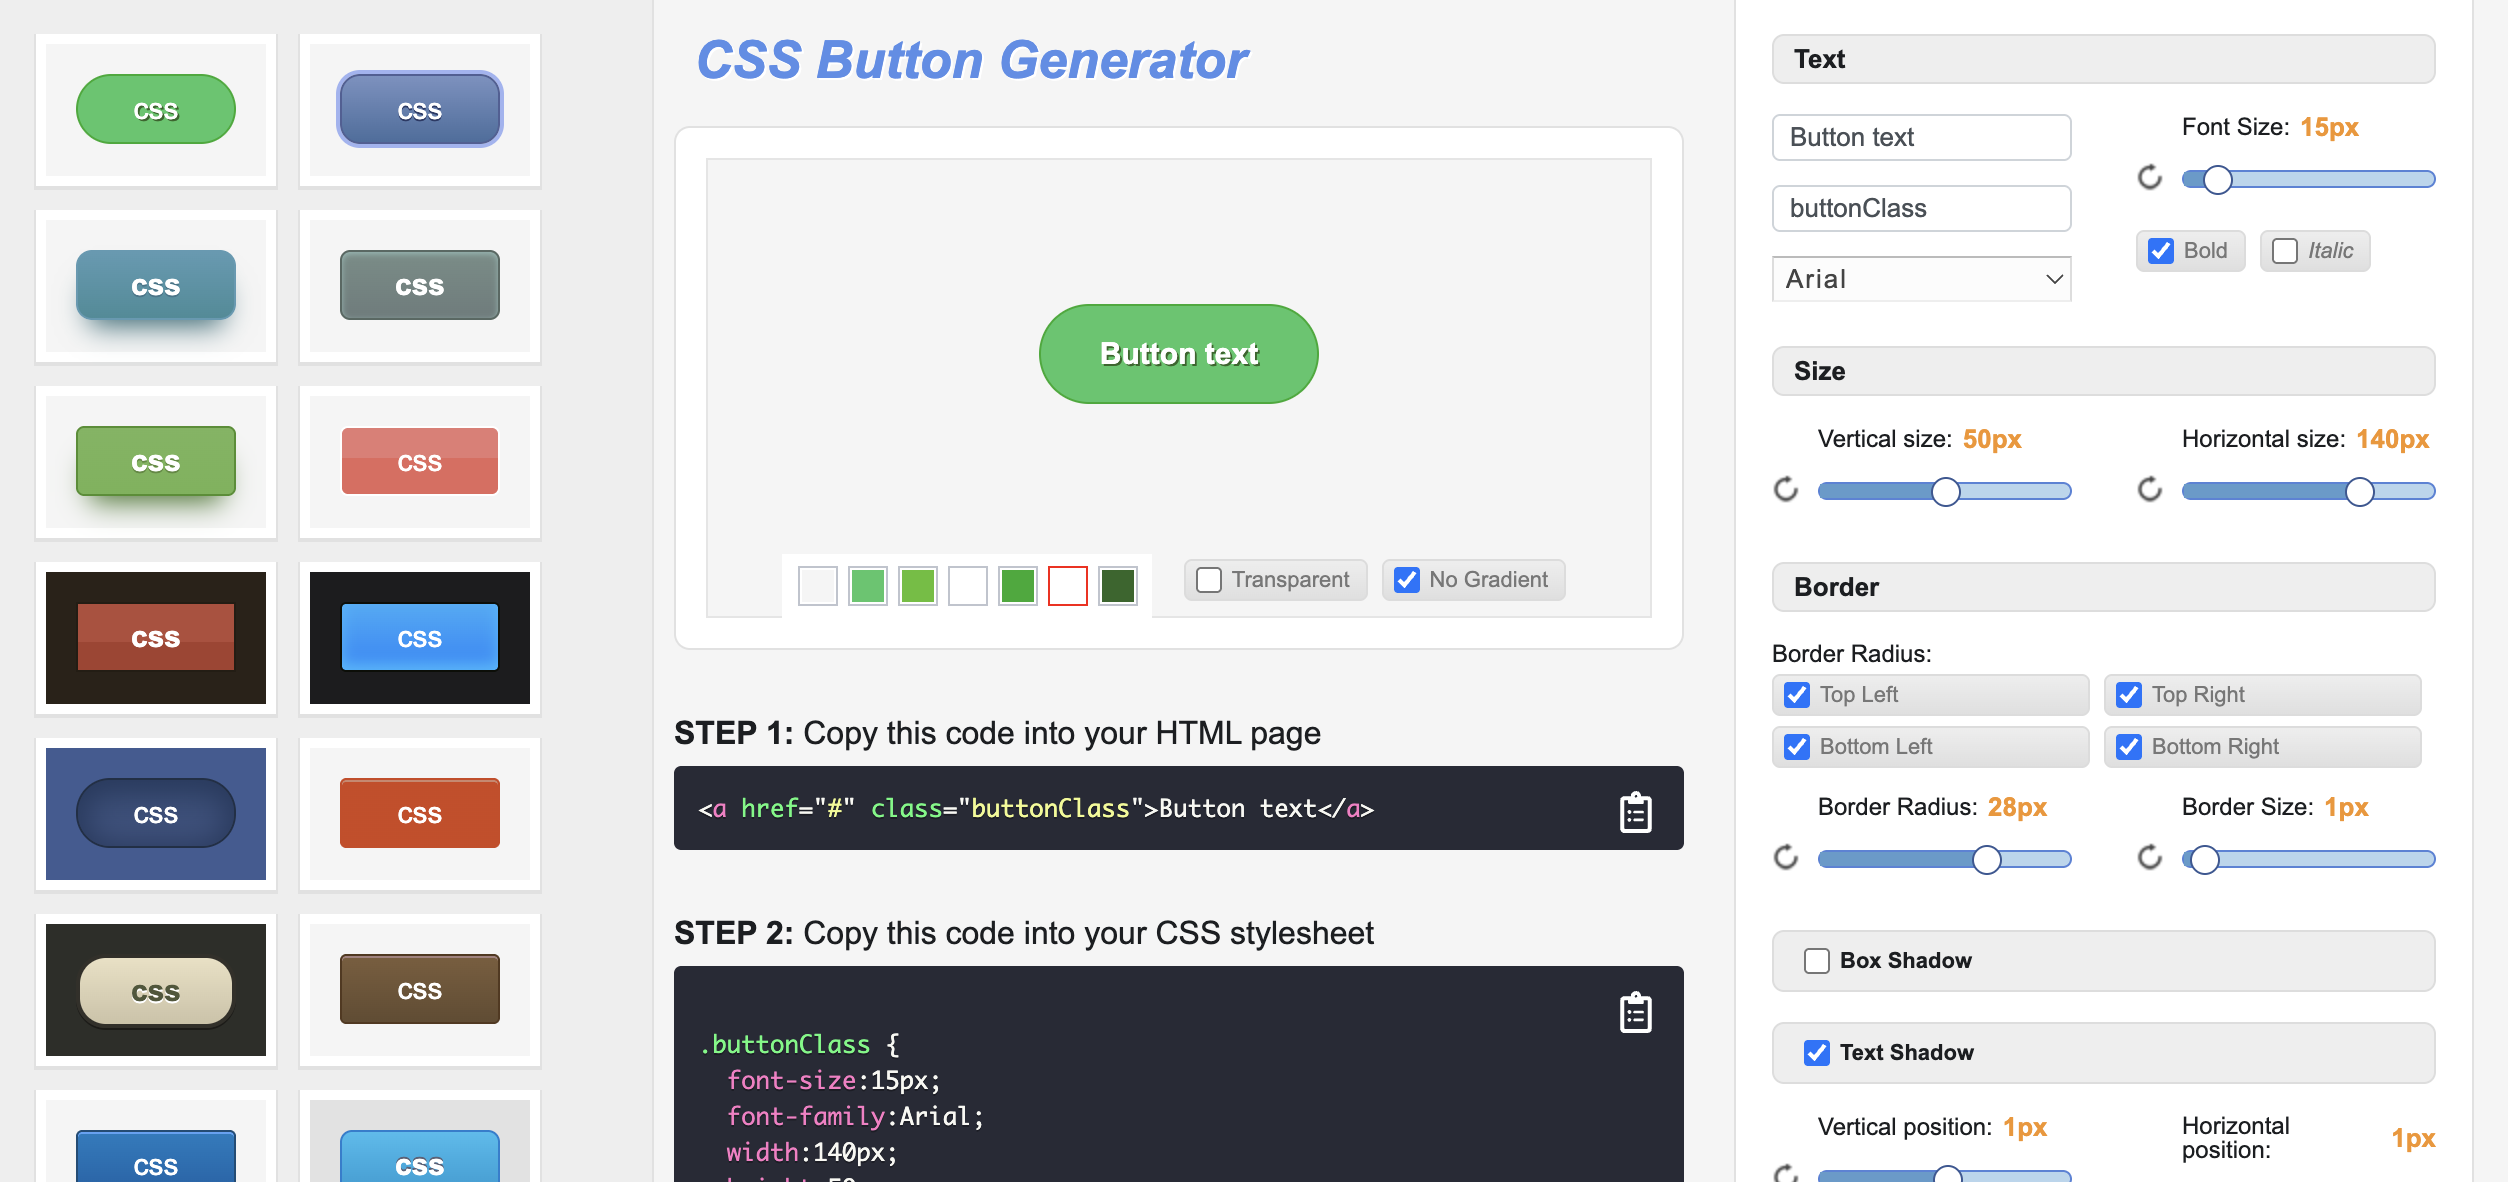 CSS
CSS
css
css
css
CSS
css
CSS
CSS
CSS
css
CSS
CSS
css
CSS Button Generator
Button text
Transparent
No Gradient
STEP 1: Copy this code into your HTML page
<a href="#" class="buttonClass">Button text</a>
STEP 2: Copy this code into your CSS stylesheet
.buttonClass {
font-size:15px;
font-family:Arial;
width:140px;
Text
Button text
Font Size: 15px
buttonClass
Bold
Italic
Arial
Size
Vertical size: 50px
Horizontal size: 140px
Border
Border Radius:
Top Left
Top Right
Bottom Left
Bottom Right
Border Radius: 28px
Border Size: 1px
Box Shadow
Text Shadow
Vertical position: 1px
Horizontal
position:
1px